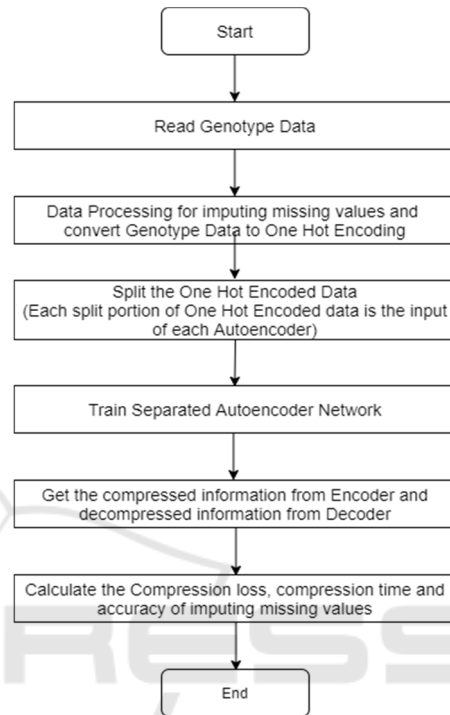 Start
Read Genotype Data
Data Processing for imputing missing values and
convert Genotype Data to One Hot Encoding
Split the One Hot Encoded Data
(Each split portion of One Hot Encoded data is the input
of each Autoencoder)
Train Separated Autoencoder Network
Get the compressed information from Encoder and
decompressed information from Decoder
Calculate the Compression loss, compression time and
accuracy of imputing missing values
End